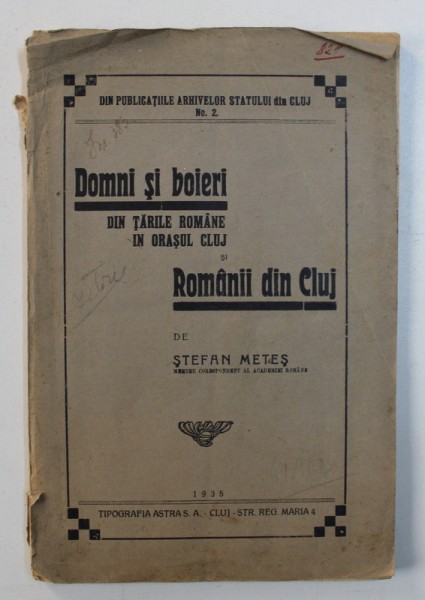 DIN PUBLICAȚIILE ARHIVELOR STATULUI din CLUJ
No. 2.
Domni și boieri
DIN ȚĂRILE ROMÂNE
IN ORAȘUL CLUJ
și
Românii din Cluj
DE
ȘTEFAN METEȘ
MEMBRU CORESPONDENT AL ACADEMIEI ROMÂNE
1935
TIPOGRAFIA ASTRA S. A. - CLUJ - STR. REG. MARIA 4